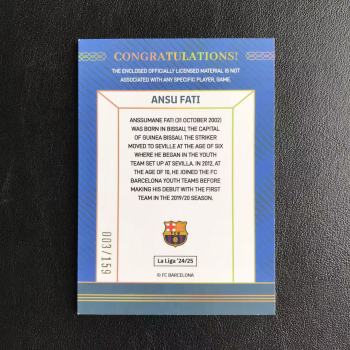 CONGRATULATIONS!
THE ENCLOSED OFFICIALLY LICENSED MATERIAL IS NOT
ASSOCIATED WITH ANY SPECIFIC PLAYER, GAME.
ANSU FATI
ANSSUMANE FATI (31 OCTOBER 2002)
WAS BORN IN BISSAU, THE CAPITAL
OF GUINEA BISSAU. THE STRIKER
MOVED TO SEVILLE AT THE AGE OF SIX
WHERE HE BEGAN IN THE YOUTH
TEAM SET UP AT SEVILLA. IN 2012, AT
THE AGE OF 10, HE JOINED THE FC
BARCELONA YOUTH TEAMS BEFORE
MAKING HIS DEBUT WITH THE FIRST
TEAM IN THE 2019/20 SEASON.
003/159
La Liga '24/25
© FC BARCELONA